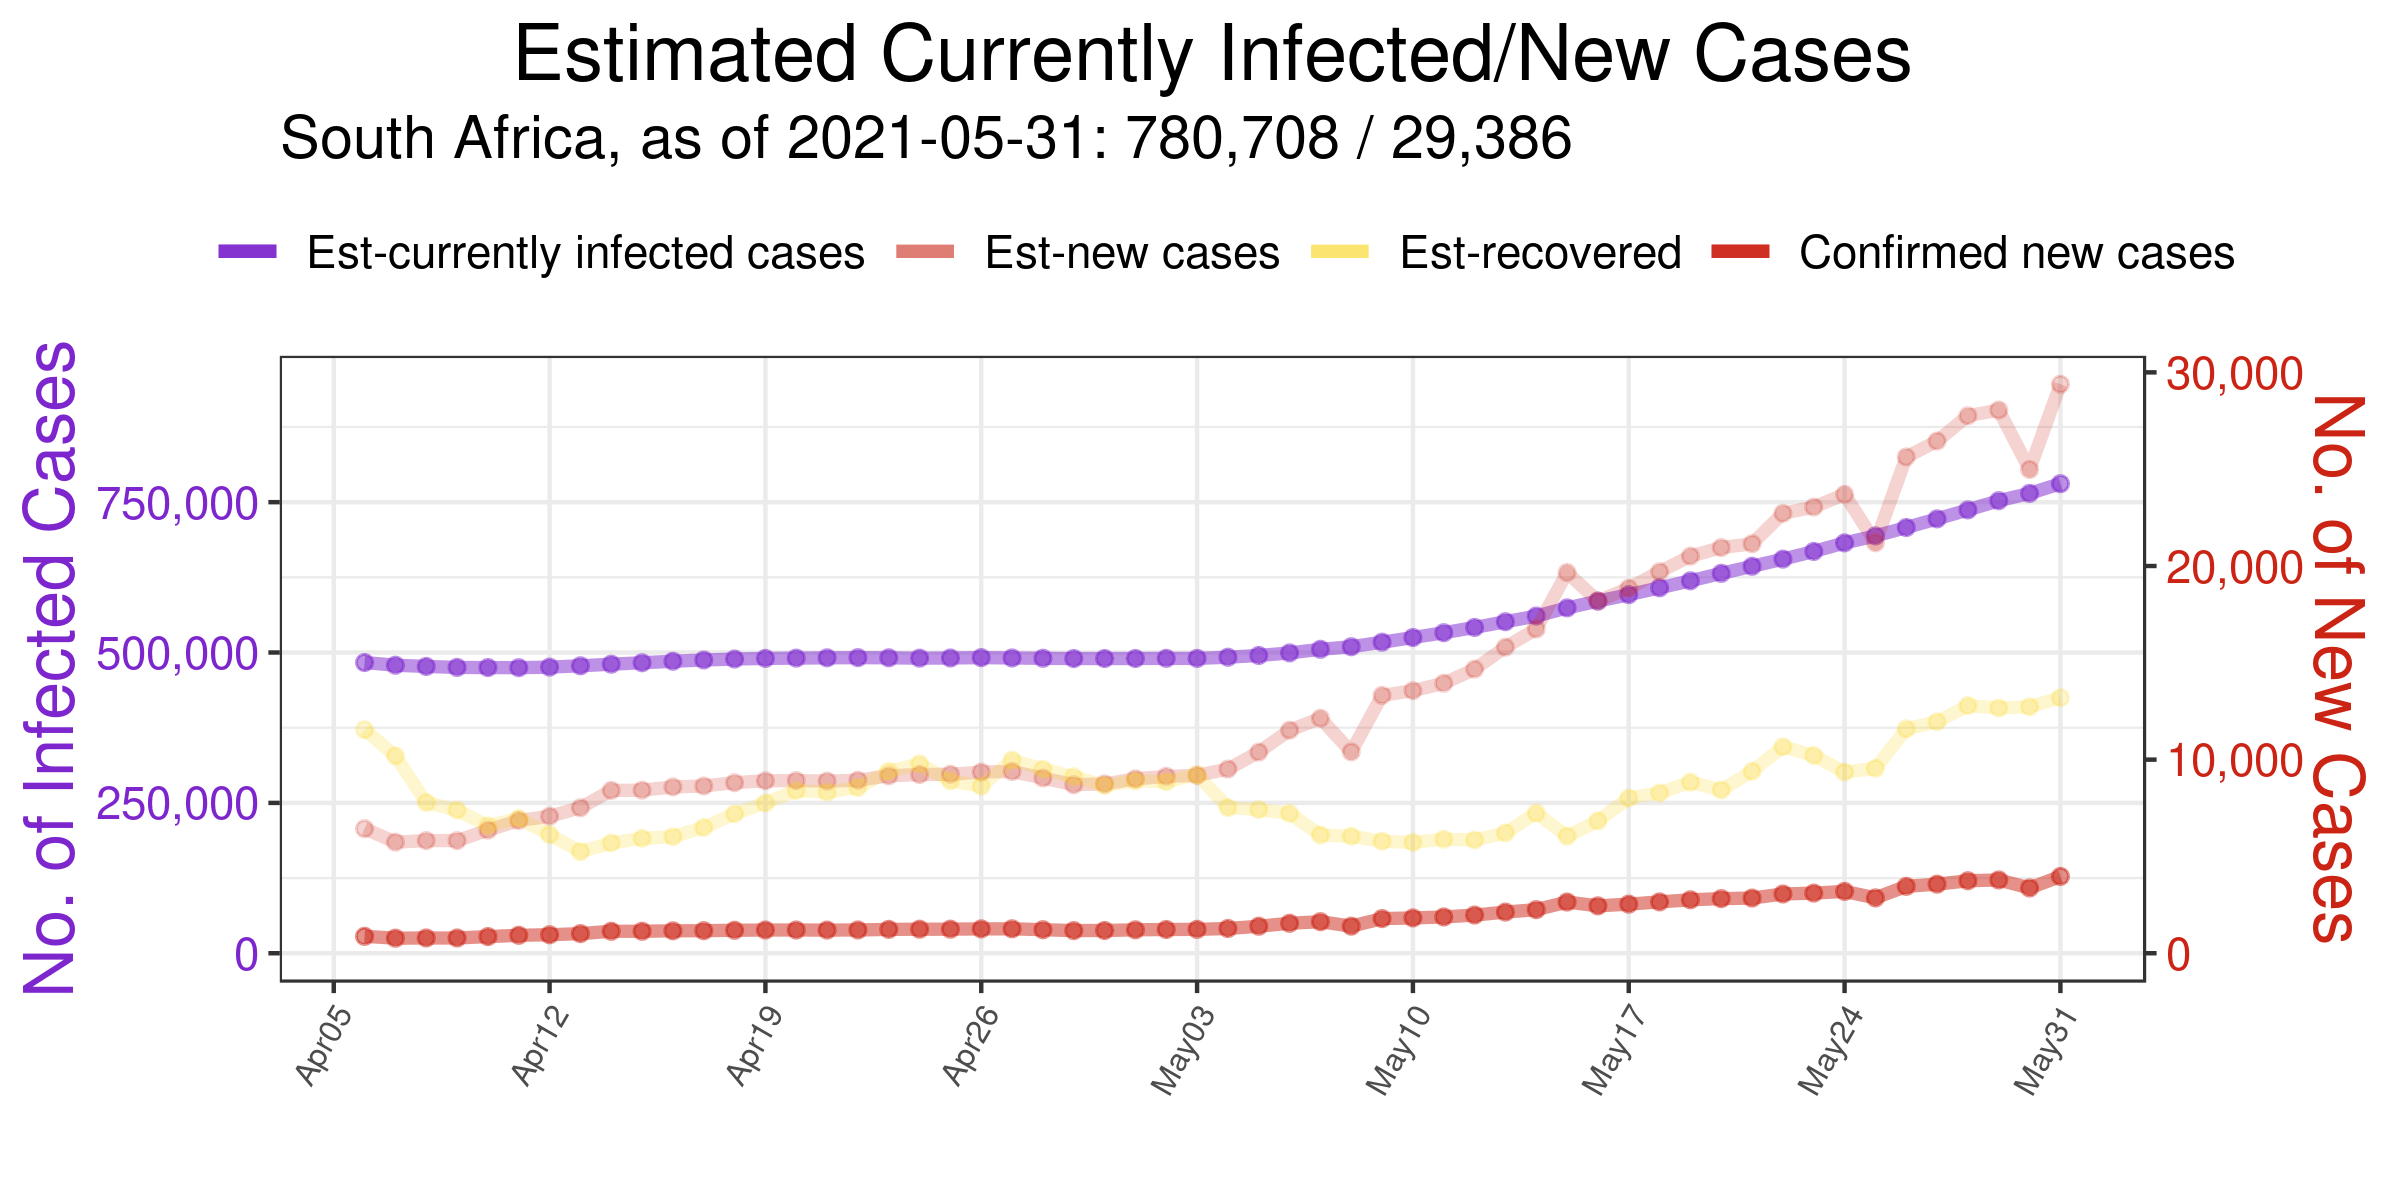 Estimated Currently Infected/New Cases
South Africa, as of 2021-05-31: 780,708 / 29,386
Est-currently infected cases Est-new cases Est-recovered Confirmed new cases
No. of Infected Cases
750,000
500,000
250,000
0
30,000
20,000
10,000
0
No. of New Cases
Apr05 Apr12 Apr19 Apr26 May03 May10 May17 May24 May31